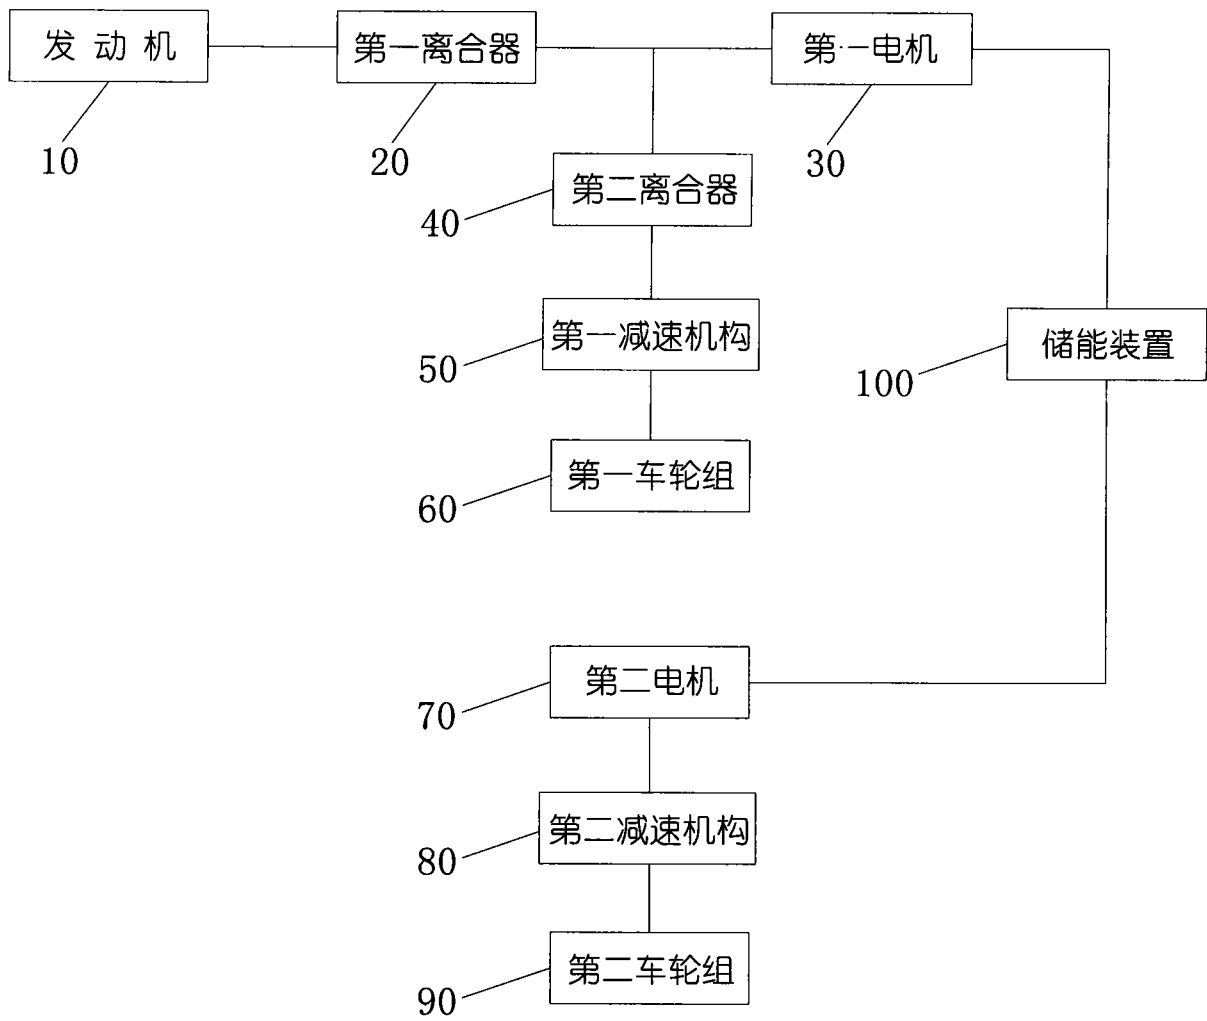 发动机
第一离合器
第一电机
10
20
30
第二离合器
40
第一减速机构
50
储能装置
100
第一车轮组
60
第二电机
70
第二减速机构
80
第二车轮组
90